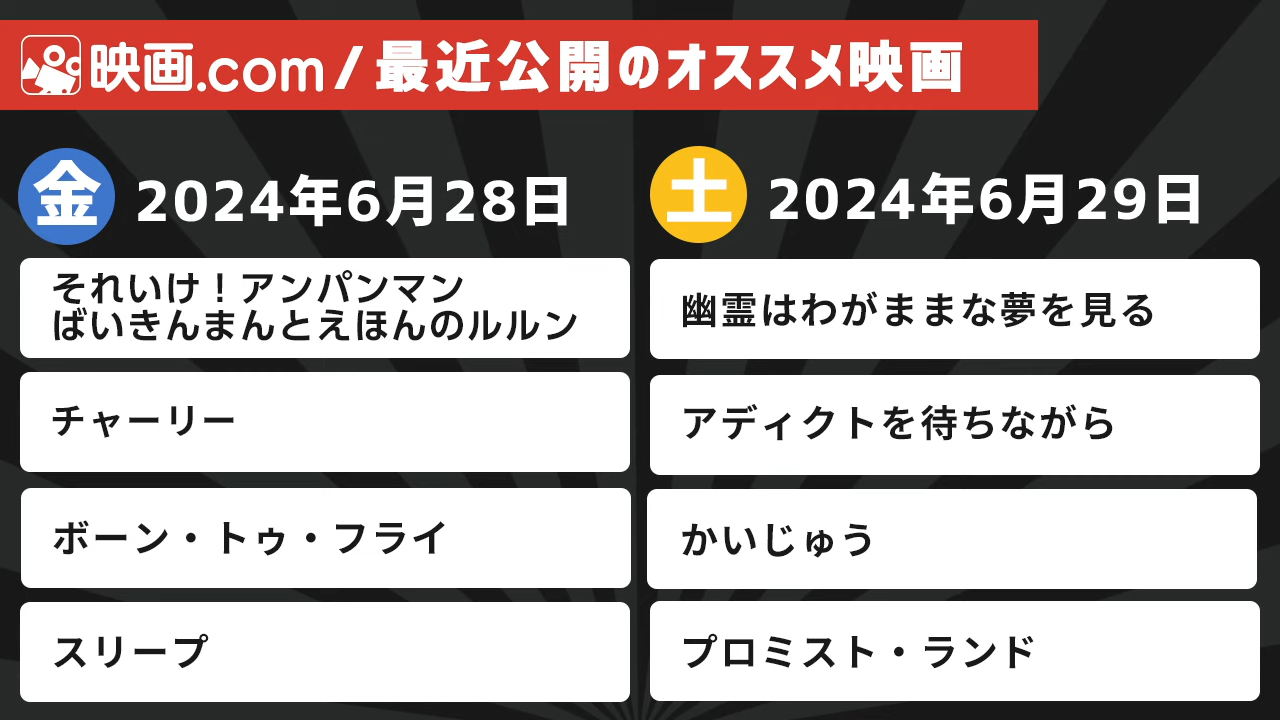 映画.com/最近公開のオススメ映画
金 2024年6月28日
それいけ!アンパンマン
ばいきんまんとえほんのルルン
チャーリー
ボーン・トゥ・フライ
スリープ
土 2024年6月29日
幽霊はわがままな夢を見る
アディクトを待ちながら
かいじゅう
プロミスト・ランド